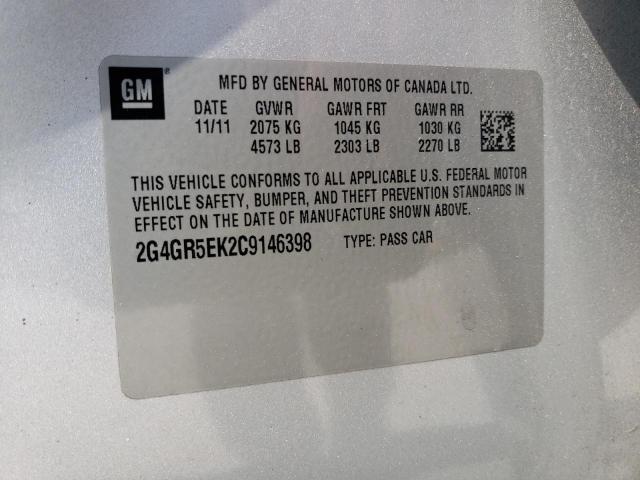 GM
MFD BY GENERAL MOTORS OF CANADA LTD.
DATE GVWR GAWR FRT GAWR RR
11/11 2075 KG 1045 KG 1030 KG
4573 LB 2303 LB 2270 LB
THIS VEHICLE CONFORMS TO ALL APPLICABLE U.S. FEDERAL MOTOR
VEHICLE SAFETY, BUMPER, AND THEFT PREVENTION STANDARDS IN
EFFECT ON THE DATE OF MANUFACTURE SHOWN ABOVE.
2G4GR5EK2C9146398 TYPE: PASS CAR